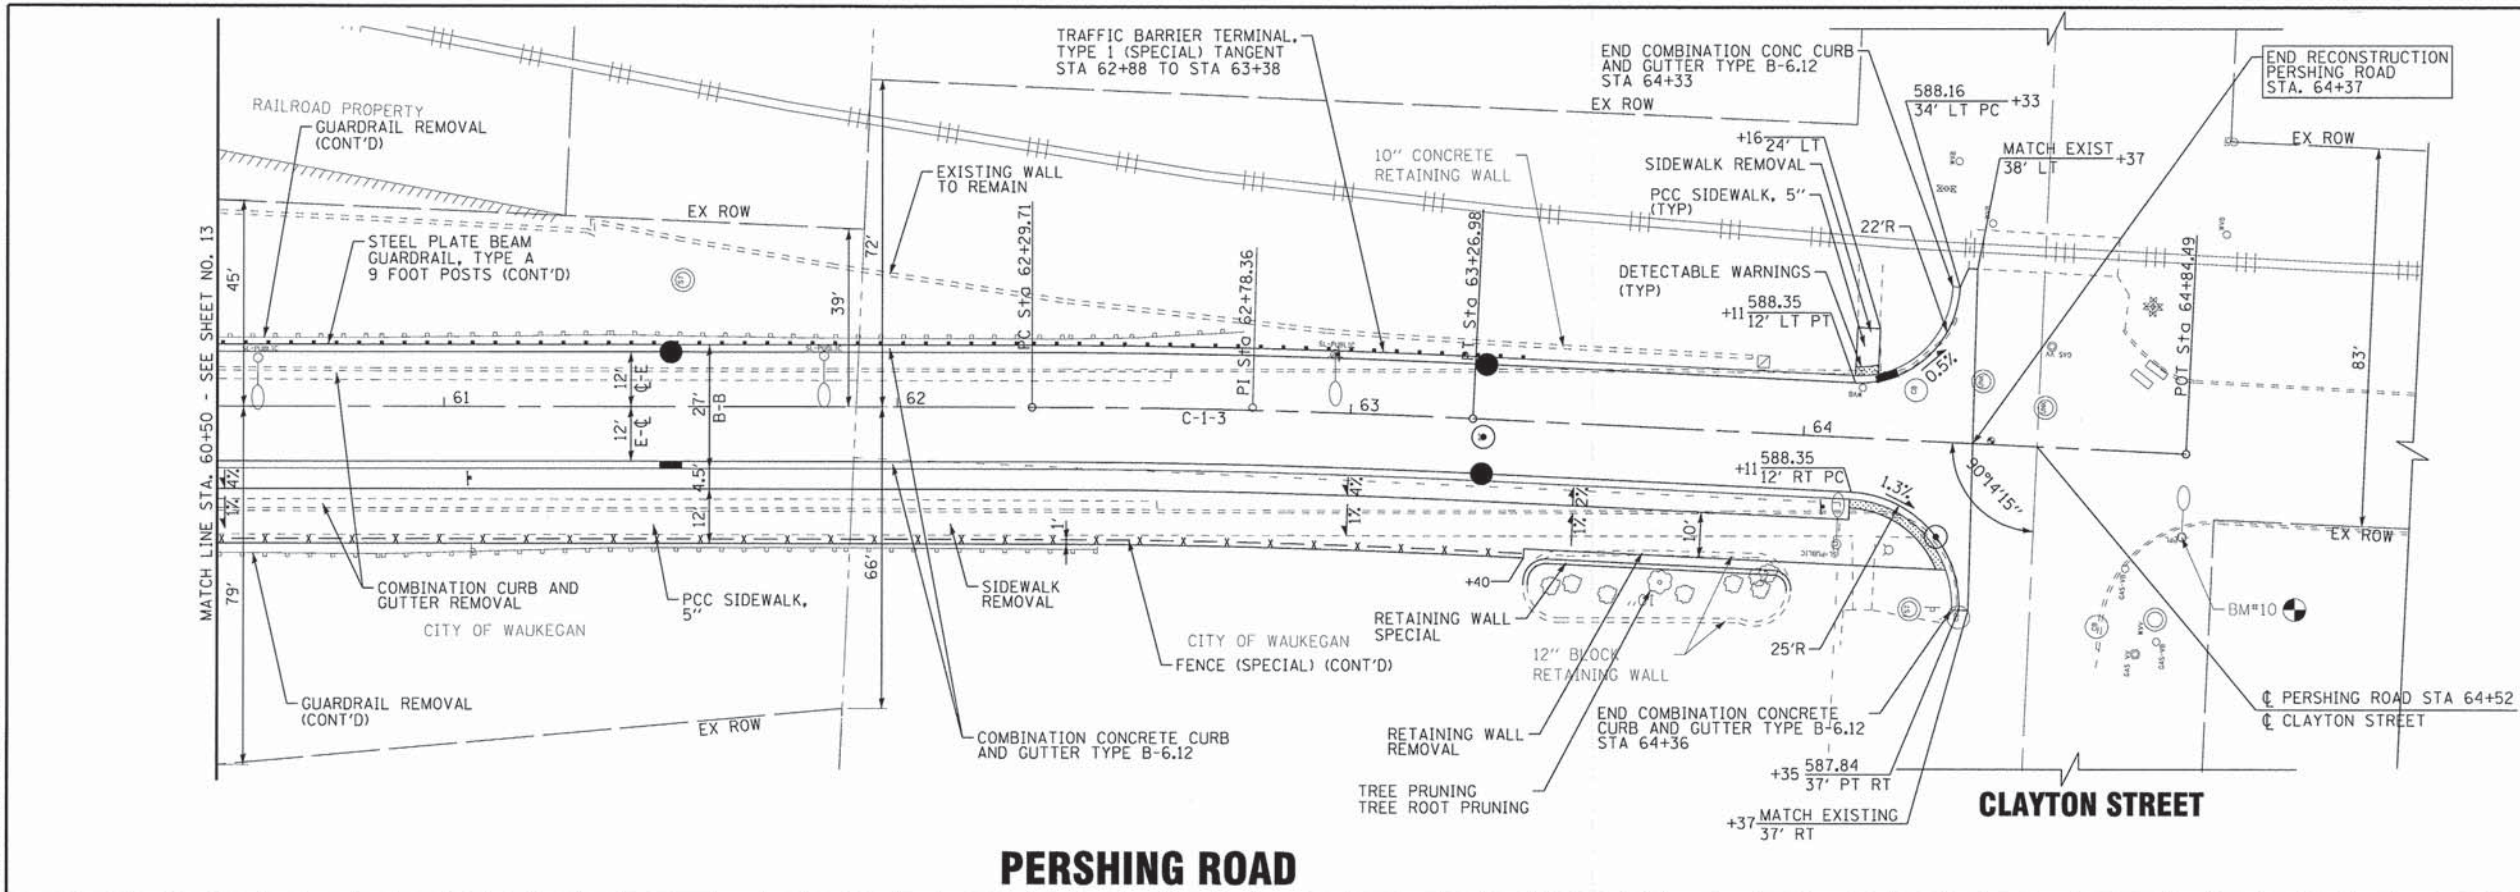 TRAFFIC BARRIER TERMINAL,
TYPE 1 (SPECIAL) TANGENT
STA 62+88 TO STA 63+38
END COMBINATION CONC CURB
AND GUTTER TYPE B-6.12
STA 64+33
END RECONSTRUCTION
PERSHING ROAD
STA. 64+37
RAILROAD PROPERTY
GUARDRAIL REMOVAL
(CONT'D)
EX ROW
588.16
+33
34' LT PC
+16
24' LT
SIDEWALK REMOVAL
PCC SIDEWALK, 5"
(TYP)
MATCH EXIST
+37
38' LT
EX ROW
10" CONCRETE
RETAINING WALL
EXISTING WALL
TO REMAIN
EX ROW
STEEL PLATE BEAM
GUARDRAIL, TYPE A
9 FOOT POSTS (CONT'D)
22'R
DETECTABLE WARNINGS
(TYP)
588.35
+11
12' LT PT
MATCH LINE STA. 60+50 - SEE SHEET NO. 13
45'
79'
39'
72'
66'
PC Sta 62+29.71
PI Sta 62+78.36
PT Sta 63+26.98
POT Sta 64+84.49
83'
0.5%
12'
℄-E
27'
B-B
12'
E-℄
61
62
C-1-3
63
64
588.35
+11
12' RT PC
1.3%
90°14'15"
4%
1%
4.5'
12'
1'
4%
1%
2%
1%
10'
EX ROW
COMBINATION CURB AND
GUTTER REMOVAL
CITY OF WAUKEGAN
PCC SIDEWALK,
5"
SIDEWALK
REMOVAL
+40
RETAINING WALL
SPECIAL
CITY OF WAUKEGAN
FENCE (SPECIAL) (CONT'D)
12" BLOCK
RETAINING WALL
25'R
BM#10
GUARDRAIL REMOVAL
(CONT'D)
EX ROW
COMBINATION CONCRETE CURB
AND GUTTER TYPE B-6.12
RETAINING WALL
REMOVAL
END COMBINATION CONCRETE
CURB AND GUTTER TYPE B-6.12
STA 64+36
℄ PERSHING ROAD STA 64+52
℄ CLAYTON STREET
TREE PRUNING
TREE ROOT PRUNING
587.84
+35
37' PT RT
MATCH EXISTING
+37
37' RT
CLAYTON STREET
PERSHING ROAD